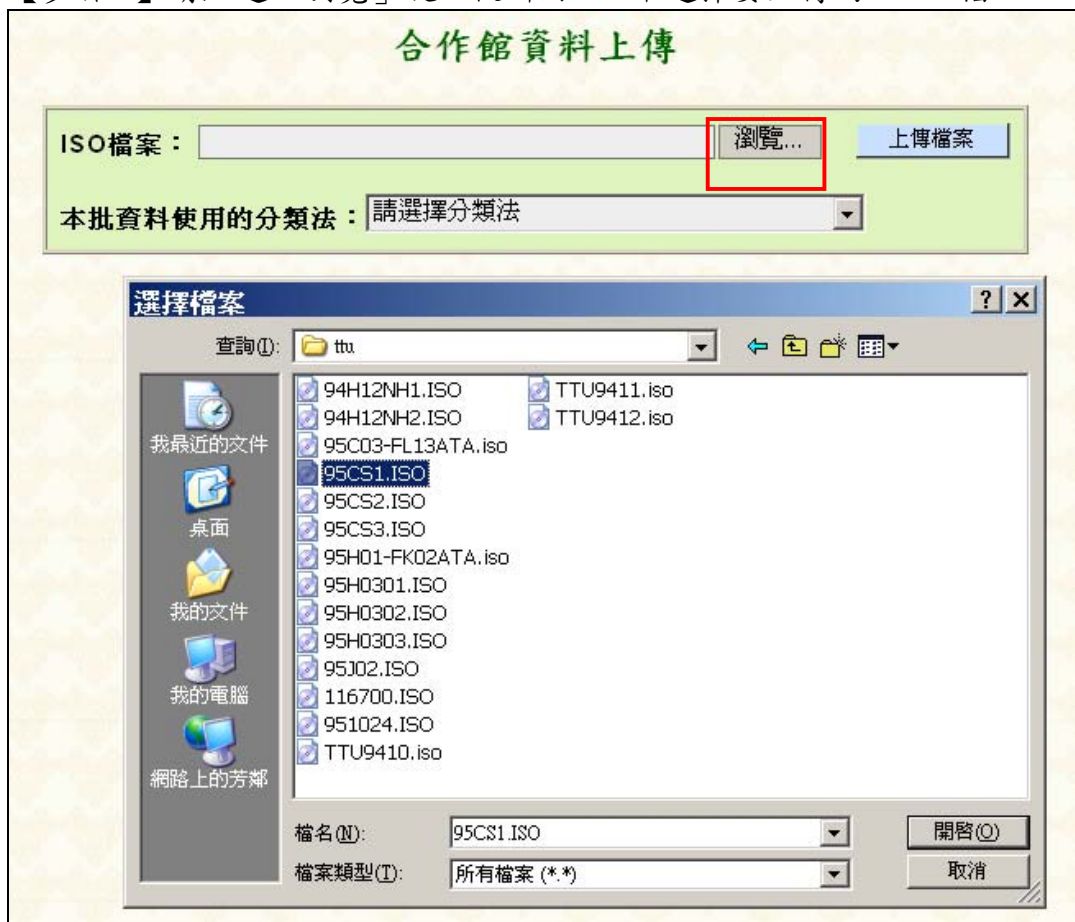 合作館資料上傳
ISO檔案：
瀏覽...
上傳檔案
本批資料使用的分類法：
請選擇分類法
選擇檔案
查詢(I):
ttu
我最近的文件
桌面
我的文件
我的電腦
網路上的芳鄰
94H12NH1.ISO
94H12NH2.ISO
95C03-FL13ATA.iso
95CS1.ISO
95CS2.ISO
95CS3.ISO
95H01-FK02ATA.iso
95H0301.ISO
95H0302.ISO
95H0303.ISO
95J02.ISO
116700.ISO
951024.ISO
TTU9410.iso
TTU9411.iso
TTU9412.iso
檔名(N):
95CS1.ISO
開啓(O)
檔案類型(T):
所有檔案 (*.*)
取消